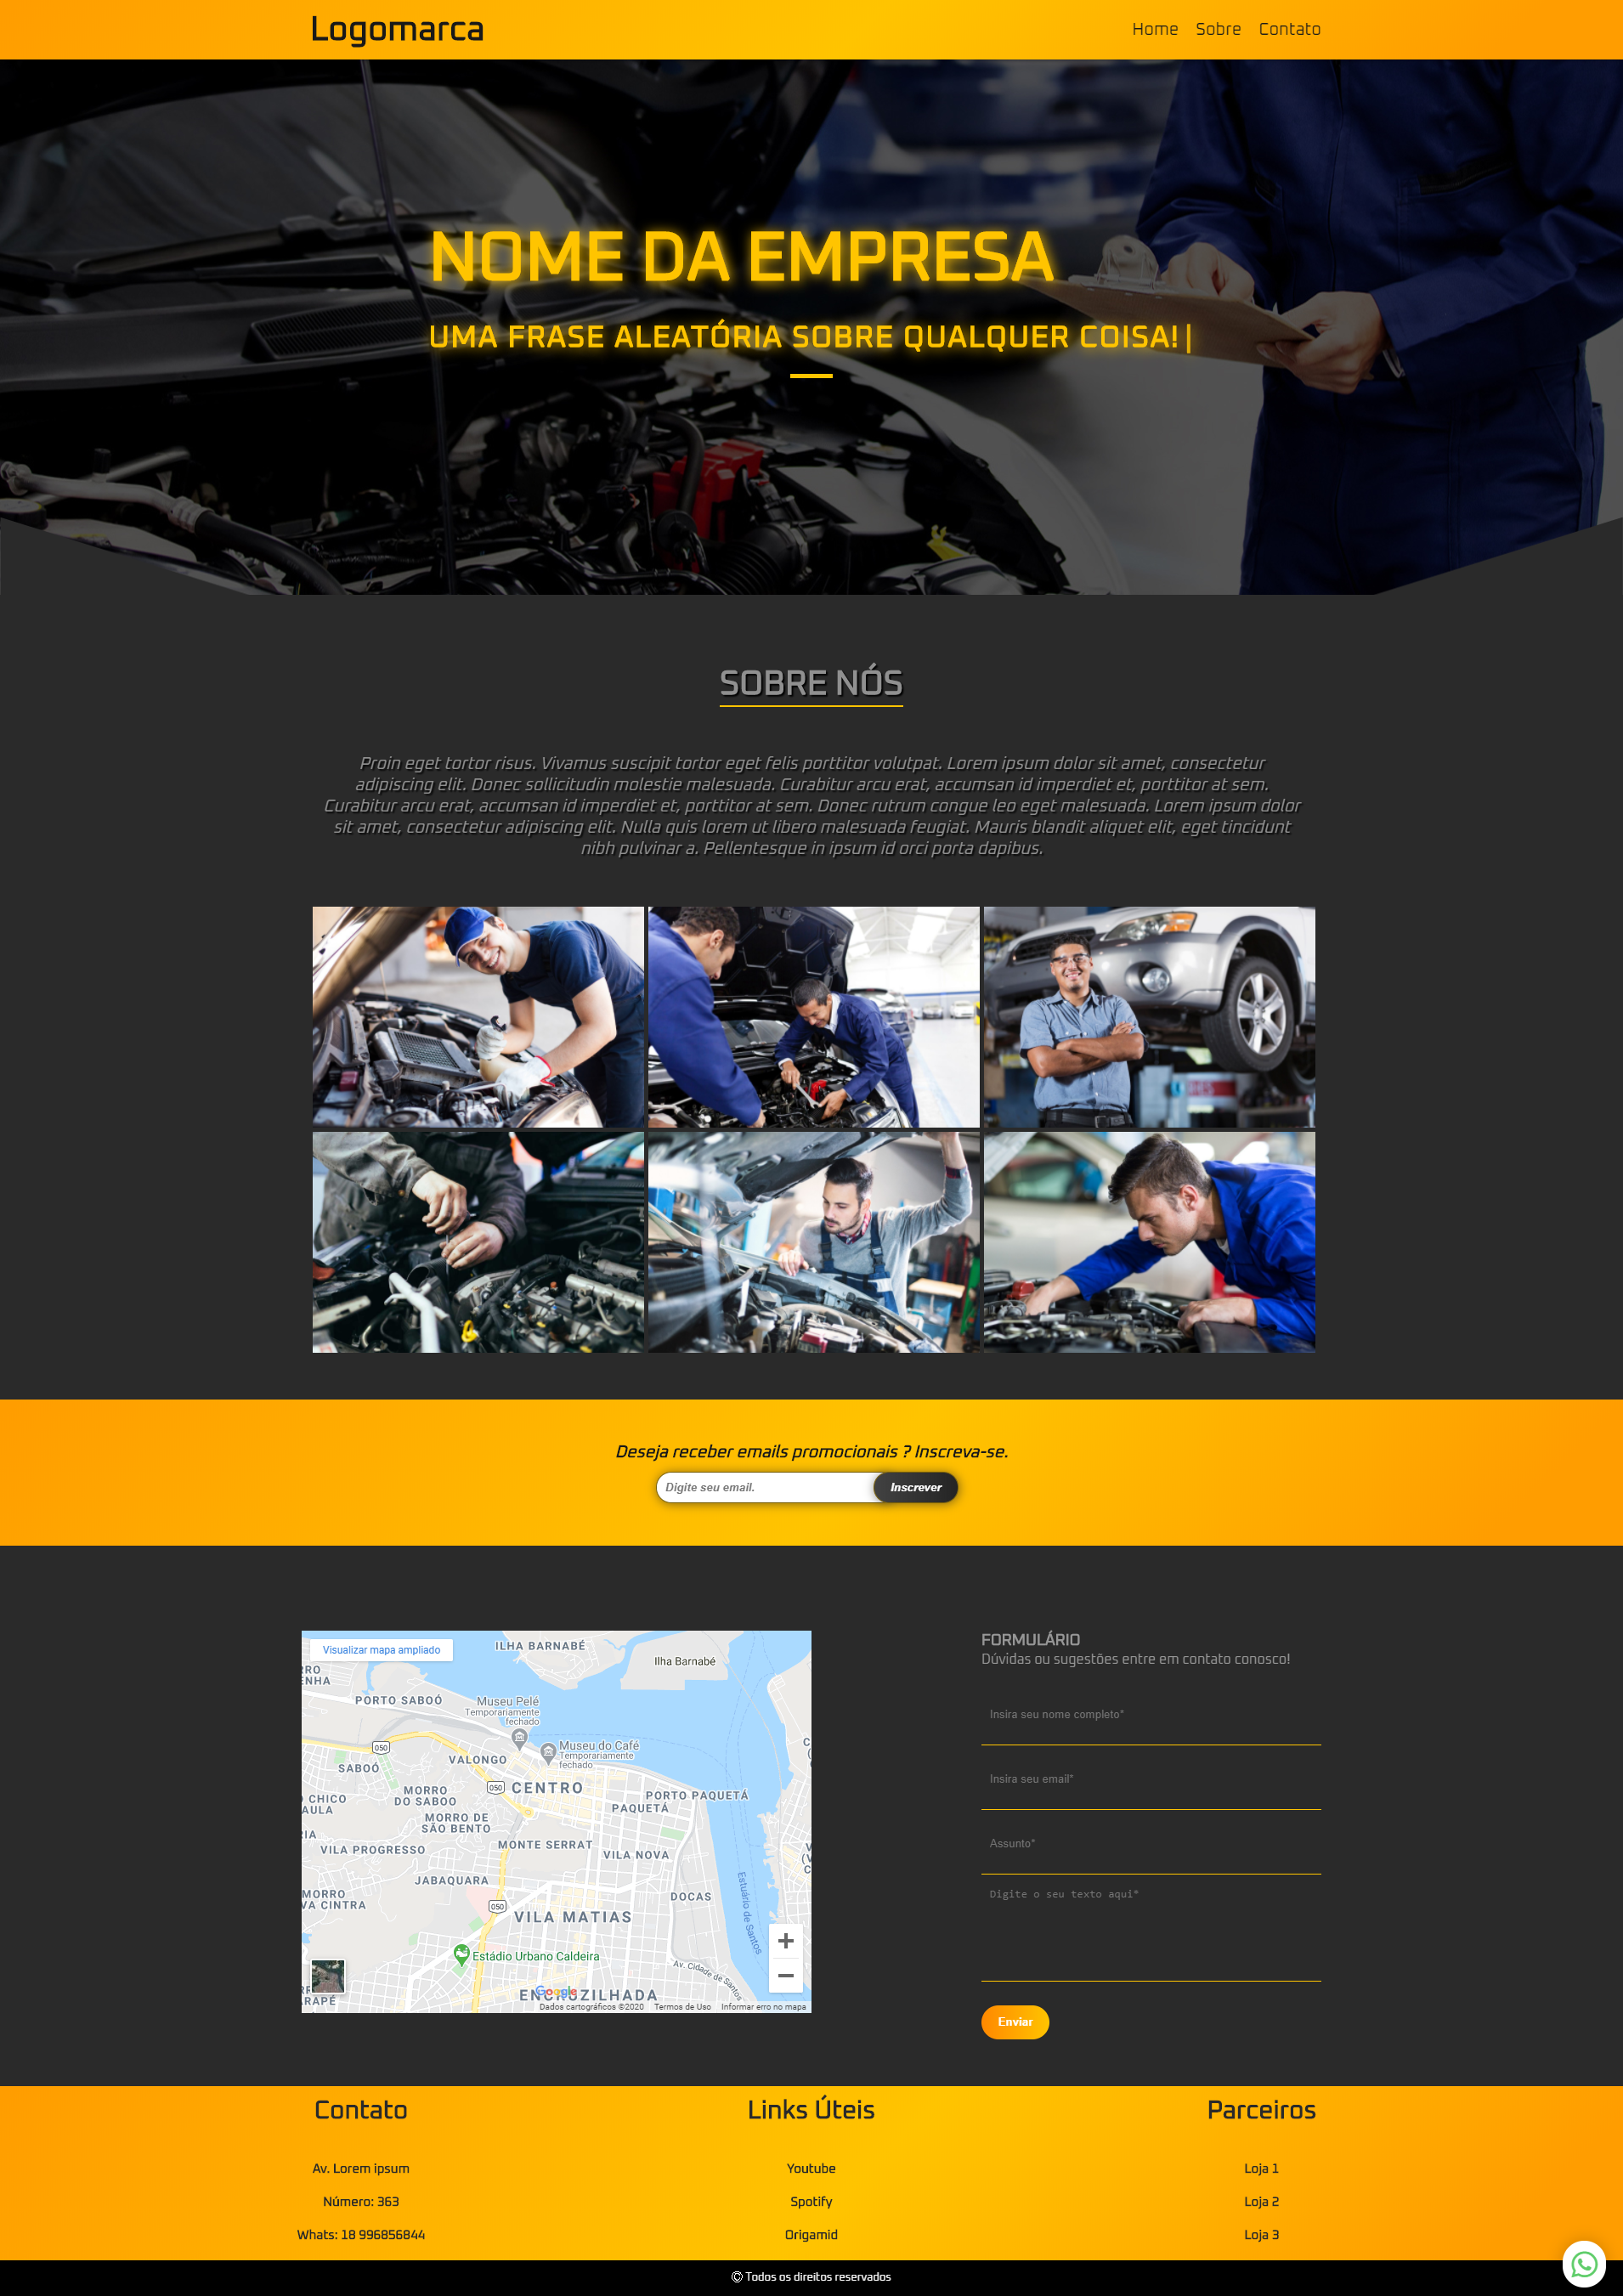 Logomarca
Home Sobre Contato
NOME DA EMPRESA
UMA FRASE ALEATÓRIA SOBRE QUALQUER COISA!|
SOBRE NÓS
Proin eget tortor risus. Vivamus suscipit tortor eget felis porttitor volutpat. Lorem ipsum dolor sit amet, consectetur
adipiscing elit. Donec sollicitudin molestie malesuada. Curabitur arcu erat, accumsan id imperdiet et, porttitor at sem.
Curabitur arcu erat, accumsan id imperdiet et, porttitor at sem. Donec rutrum congue leo eget malesuada. Lorem ipsum dolor
sit amet, consectetur adipiscing elit. Nulla quis lorem ut libero malesuada feugiat. Mauris blandit aliquet elit, eget tincidunt
nibh pulvinar a. Pellentesque in ipsum id orci porta dapibus.
Deseja receber emails promocionais ? Inscreva-se.
Digite seu email.
Inscrever
Visualizar mapa ampliado
ILHA BARNABÉ
Ilha Barnabé
PORTO SABOÓ
Museu Pelé
Temporariamente
fechado
Museu do Café
Temporariamente
fechado
050
VALONGO
SABOÓ
050
CENTRO
MORRO
DO SABOO
PORTO PAQUETÁ
PAQUETÁ
CHICO
MORRO DE
SÃO BENTO
MONTE SERRAT
VILA PROGRESSO
VILA NOVA
JABAQUARA
DOCAS
MORRO
VA CINTRA
050
VILA MATIAS
Estuário de Santos
Estádio Urbano Caldeira
Av. Cidade de Santos
ENCRUZILHADA
Google
Dados cartográficos ©2020 Termos de Uso Informar erro no mapa
FORMULÁRIO
Dúvidas ou sugestões entre em contato conosco!
Insira seu nome completo*
Insira seu email*
Assunto*
Digite o seu texto aqui*
Enviar
Contato
Av. Lorem ipsum
Número: 363
Whats: 18 996856844
Links Úteis
Youtube
Spotify
Origamid
Parceiros
Loja 1
Loja 2
Loja 3
© Todos os direitos reservados